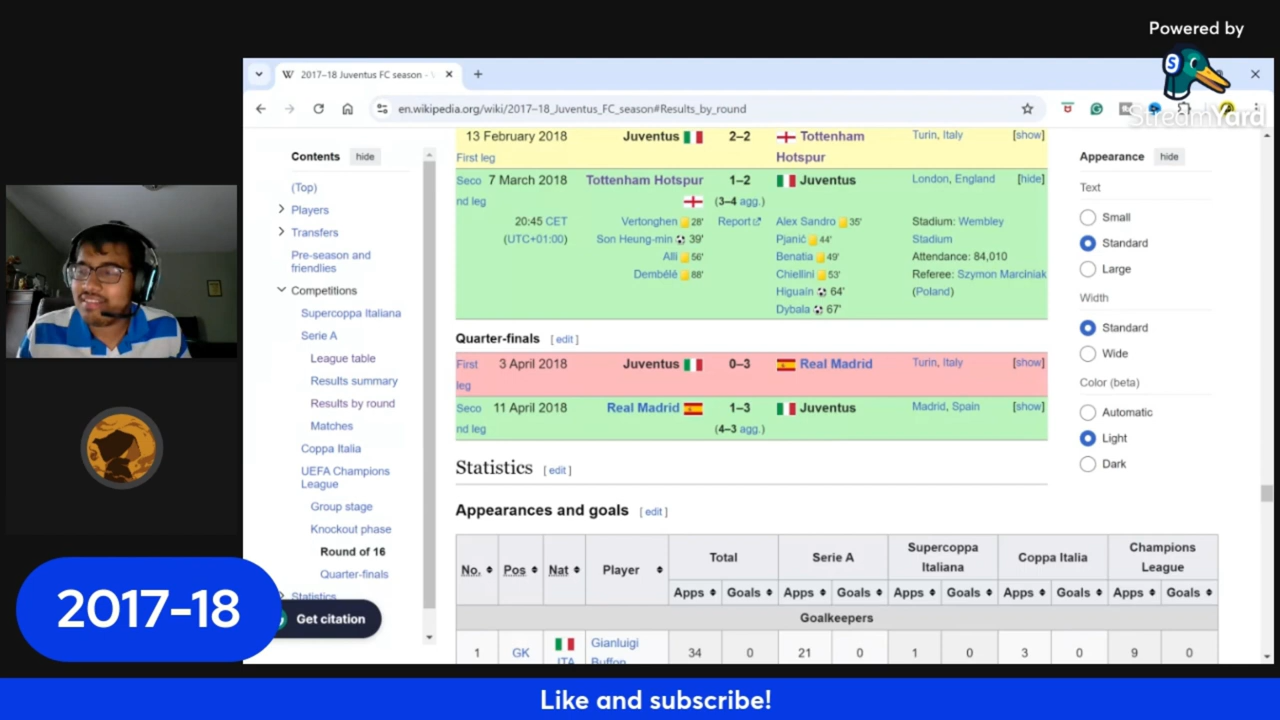 Powered by
StreamYard
2017–18 Juventus FC season -
en.wikipedia.org/wiki/2017–18_Juventus_FC_season#Results_by_round
Contents hide
(Top)
Players
Transfers
Pre-season and
friendlies
Competitions
Supercoppa Italiana
Serie A
League table
Results summary
Results by round
Matches
Coppa Italia
UEFA Champions
League
Group stage
Knockout phase
Round of 16
Quarter-finals
Statistics
Get citation
13 February 2018 Juventus 2–2 Tottenham Turin, Italy [show]
First leg Hotspur
Seco 7 March 2018 Tottenham Hotspur 1–2 Juventus London, England [hide]
nd leg (3–4 agg.)
20:45 CET Vertonghen 28' Report Alex Sandro 35' Stadium: Wembley
(UTC+01:00) Son Heung-min 39' Pjanić 44' Stadium
Alli 56' Benatia 49' Attendance: 84,010
Dembélé 88' Chiellini 53' Referee: Szymon Marciniak
Higuaín 64' (Poland)
Dybala 67'
Quarter-finals [ edit ]
First 3 April 2018 Juventus 0–3 Real Madrid Turin, Italy [show]
leg
Seco 11 April 2018 Real Madrid 1–3 Juventus Madrid, Spain [show]
nd leg (4–3 agg.)
Statistics [ edit ]
Appearances and goals [ edit ]
No. Pos Nat Player Total Serie A Supercoppa Italiana Coppa Italia Champions League
Apps Goals Apps Goals Apps Goals Apps Goals Apps Goals
Goalkeepers
1 GK ITA Gianluigi Buffon 34 0 21 0 1 0 3 0 9 0
Appearance hide
Text
Small
Standard
Large
Width
Standard
Wide
Color (beta)
Automatic
Light
Dark
2017-18
Like and subscribe!